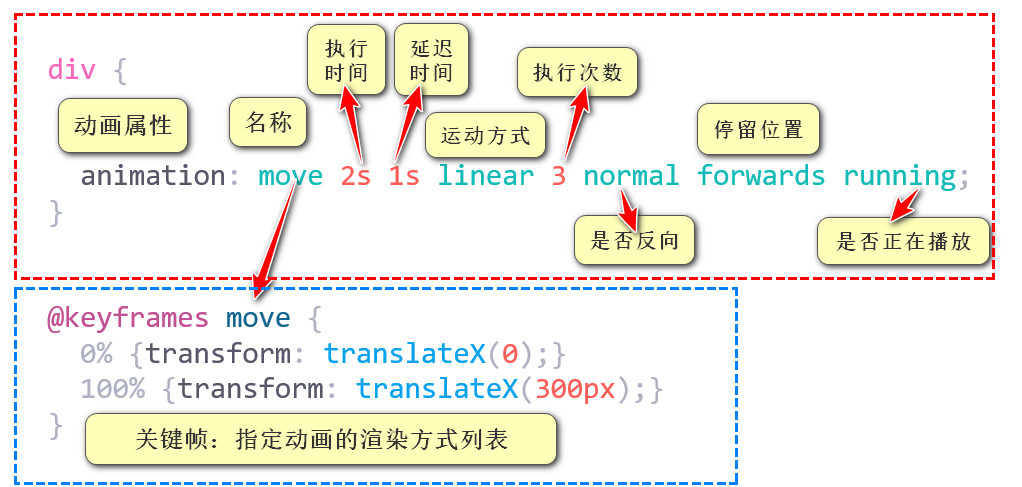 div {
执行
时间
延迟
时间
执行次数
动画属性
名称
运动方式
停留位置
animation: move 2s 1s linear 3 normal forwards running;
}
是否反向
是否正在播放
@keyframes move {
0% {transform: translateX(0);}
100% {transform: translateX(300px);}
}
关键帧：指定动画的渲染方式列表